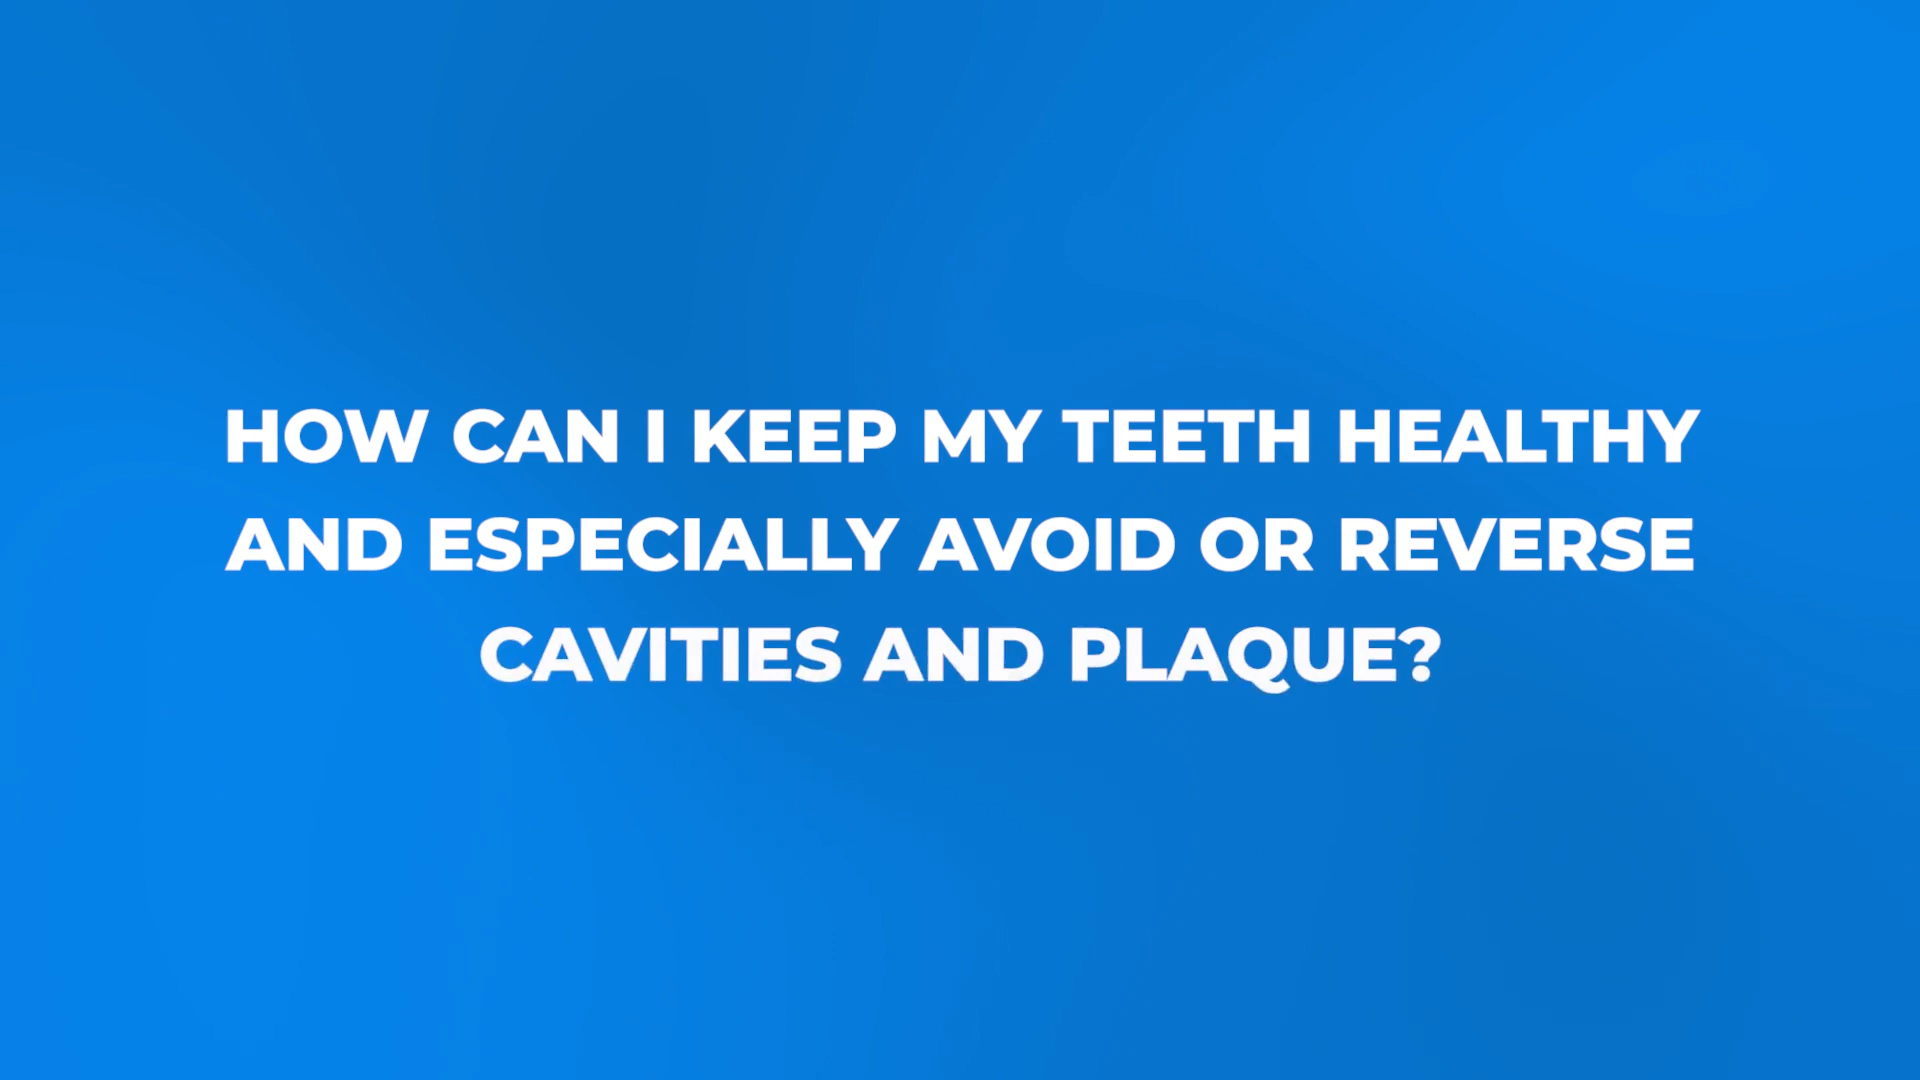 HOW CAN I KEEP MY TEETH HEALTHY
AND ESPECIALLY AVOID OR REVERSE
CAVITIES AND PLAQUE?